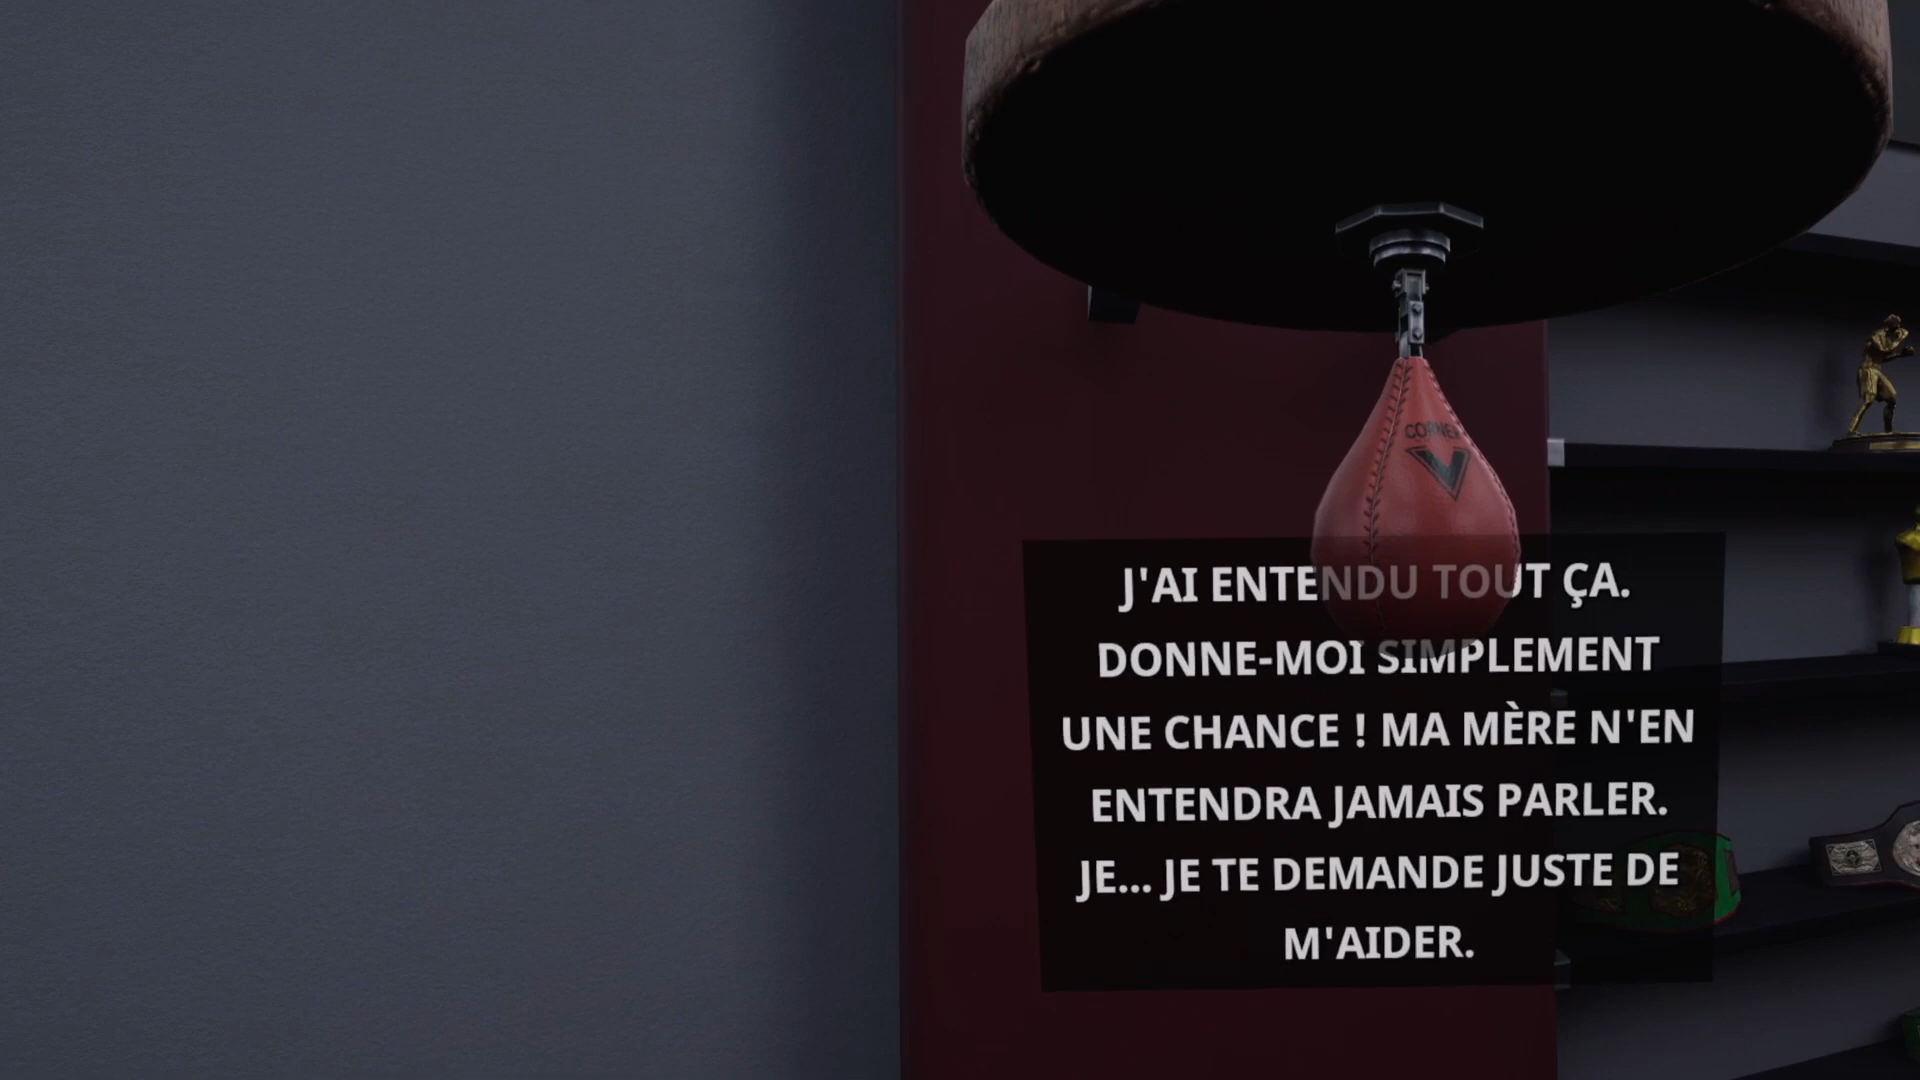 CORNER
J'AI ENTENDU TOUT ÇA.
DONNE-MOI SIMPLEMENT
UNE CHANCE ! MA MÈRE N'EN
ENTENDRA JAMAIS PARLER.
JE... JE TE DEMANDE JUSTE DE
M'AIDER.